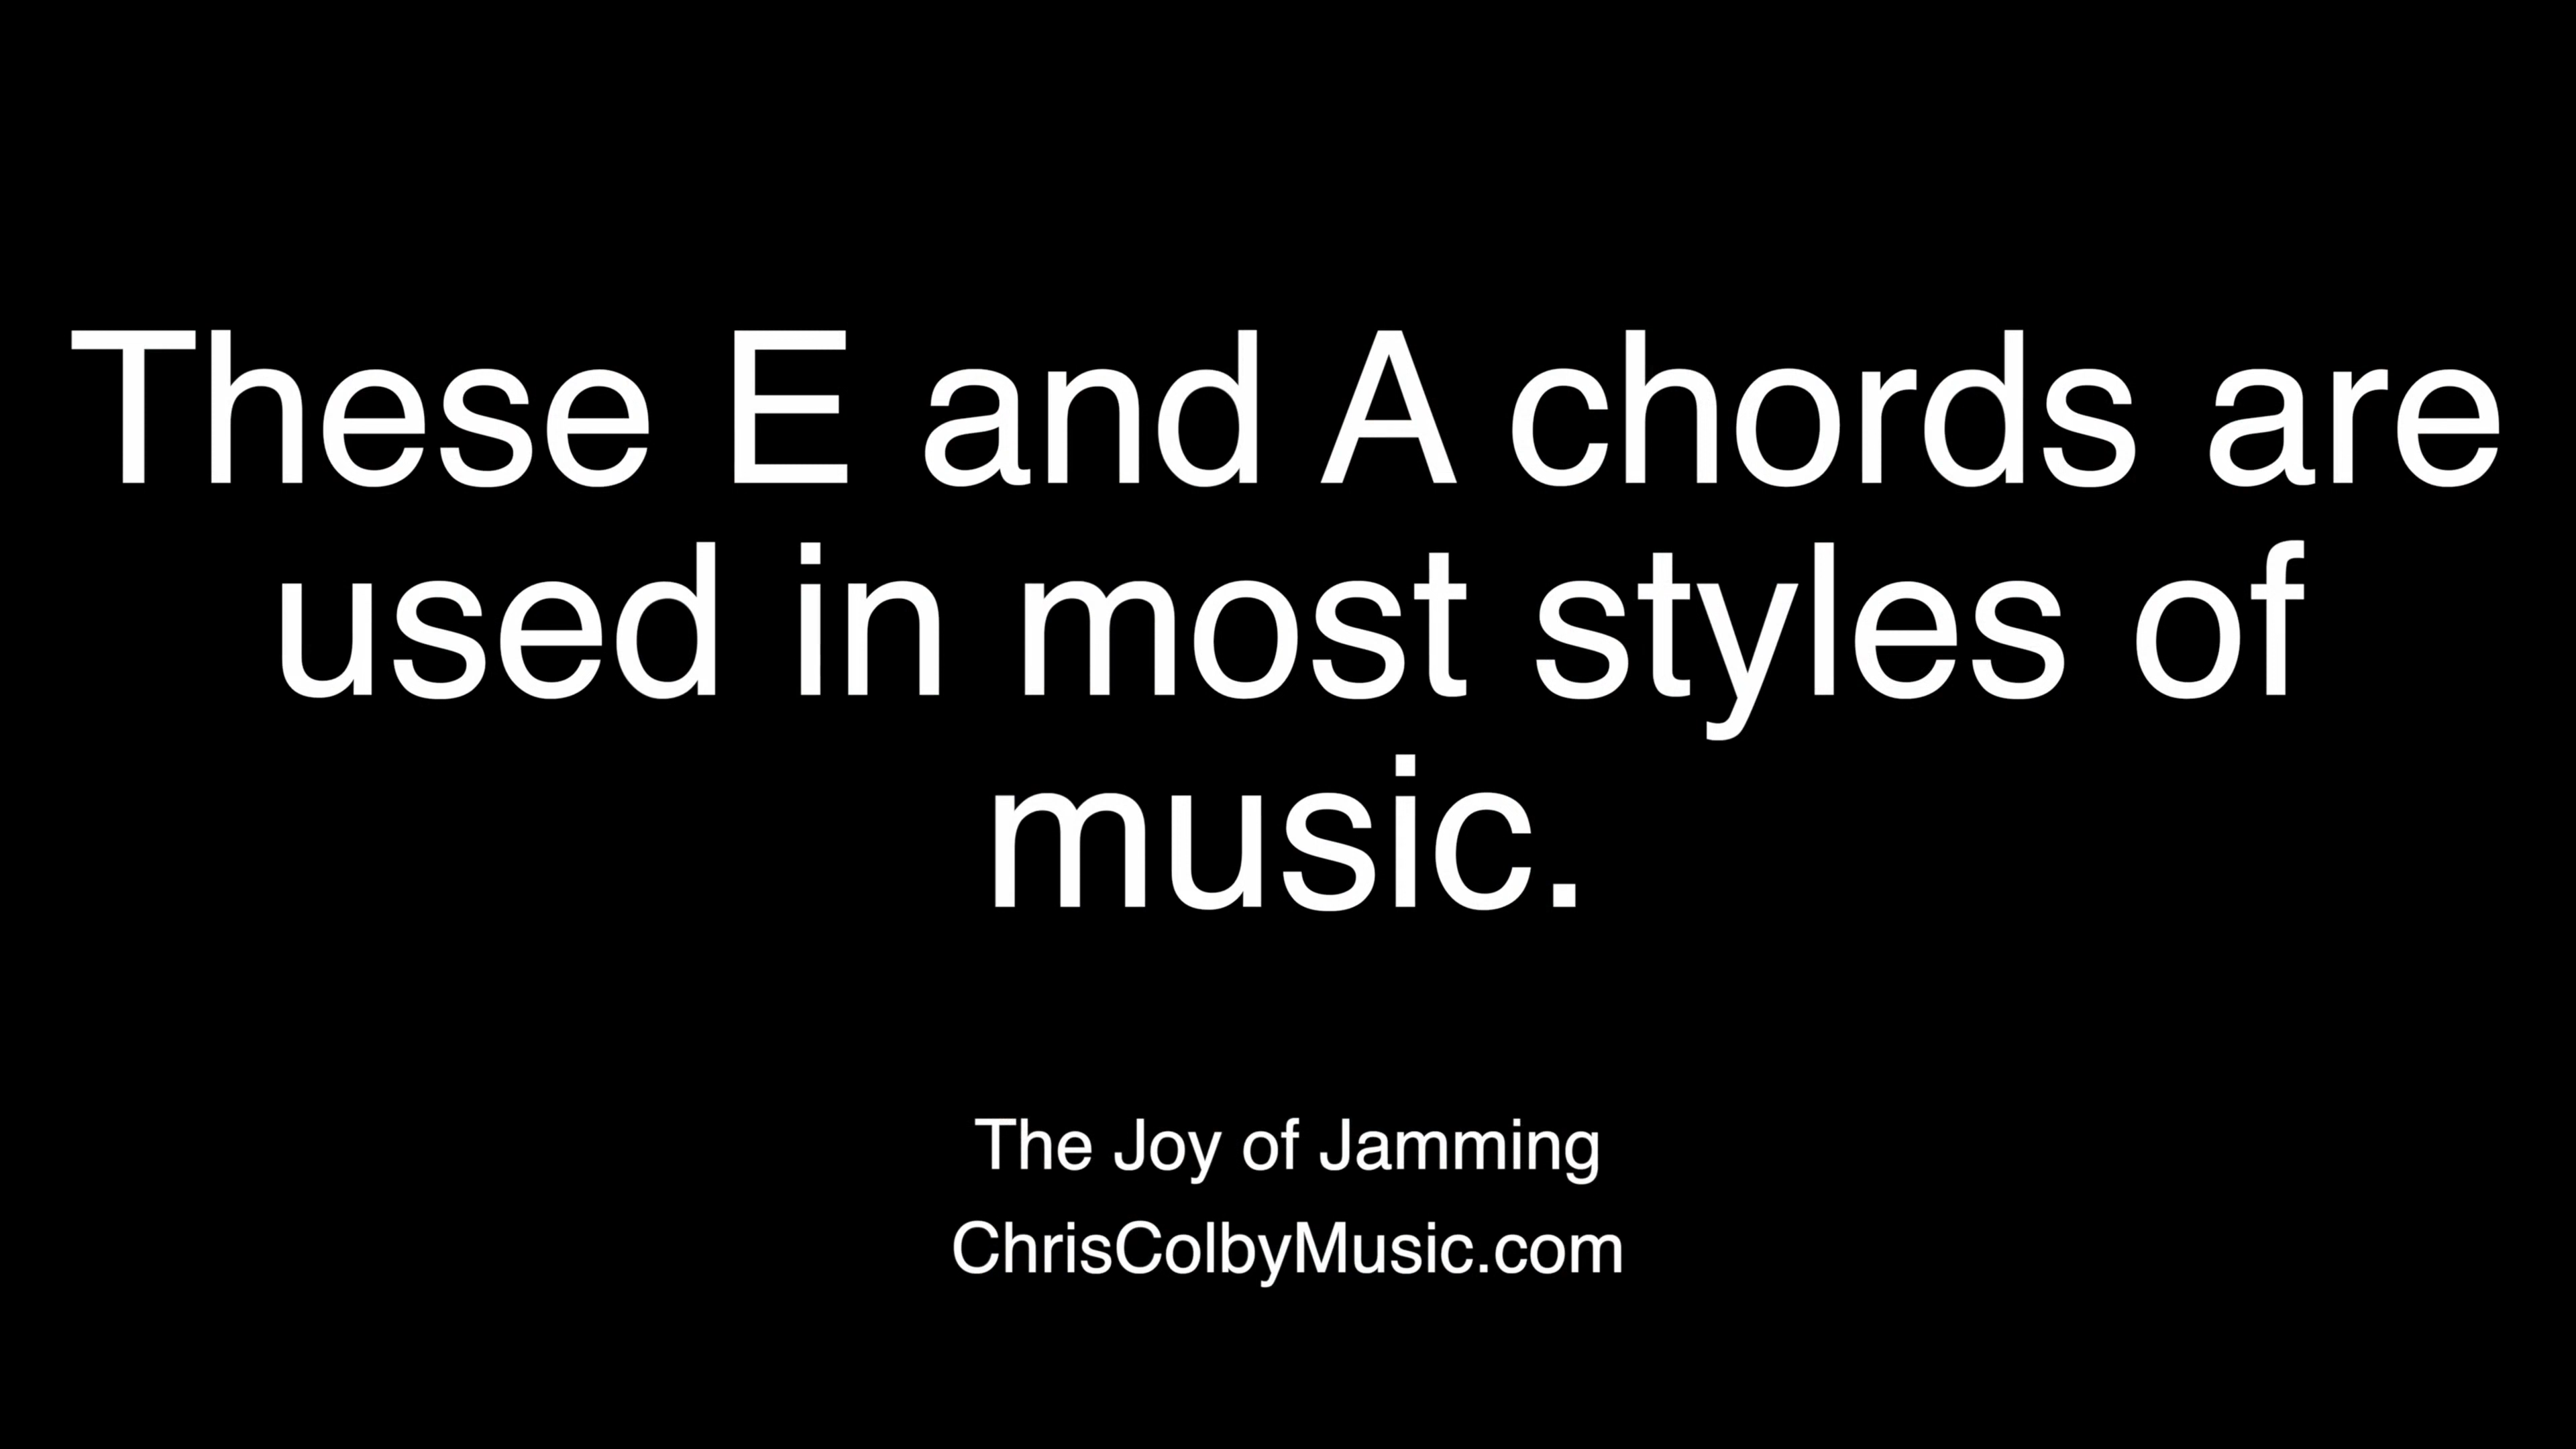 These E and A chords are
used in most styles of
music.
The Joy of Jamming
ChrisColbyMusic.com